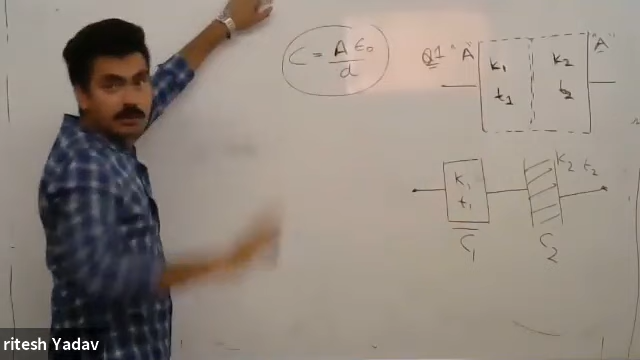 C = A ϵ₀ / d
Q1 "A" "A"
k₁ k₂
t₁ t₂
k₁ k₂ t₂
t₁
C₁ C₂
ritesh Yadav